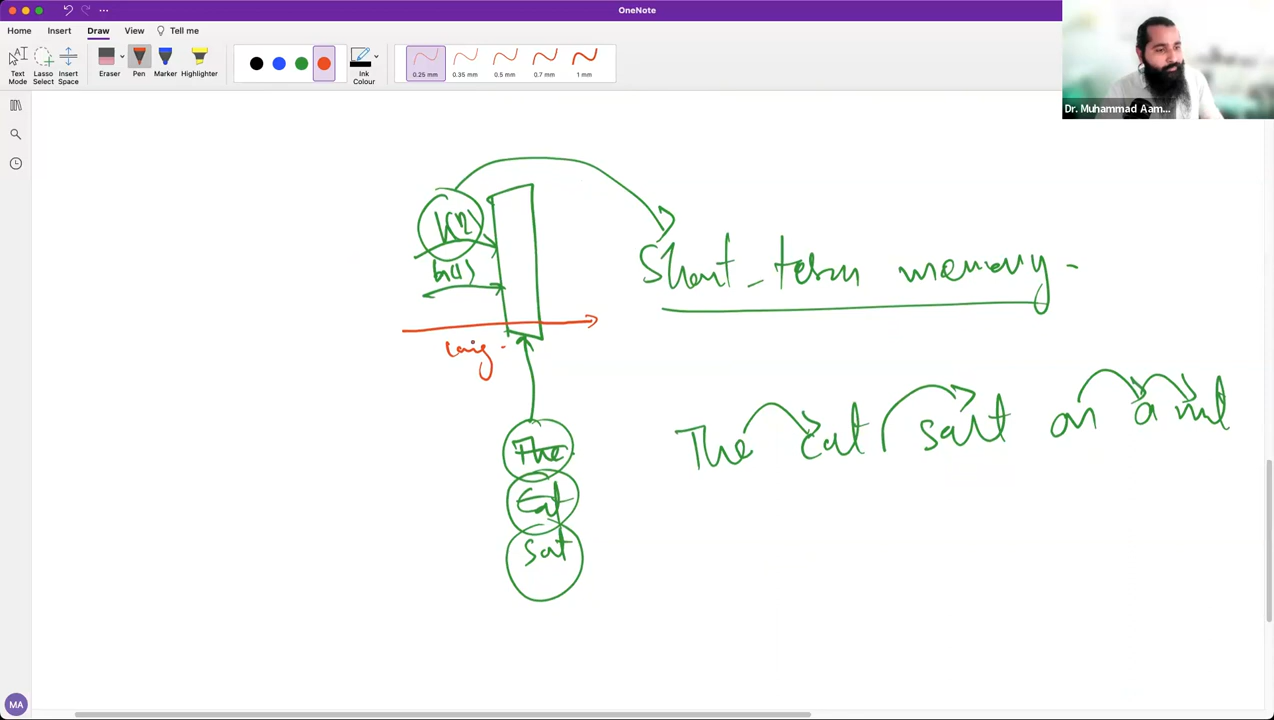 OneNote
Home Insert Draw View Tell me
Text Mode
Lasso Select
Insert Space
Eraser
Pen
Marker
Highlighter
Ink Colour
0.25 mm
0.35 mm
0.5 mm
0.7 mm
1 mm
Dr. Muhammad Aam...
Short-term memory-
long
The cat sat on a mt
The
Cat
Sat
MA